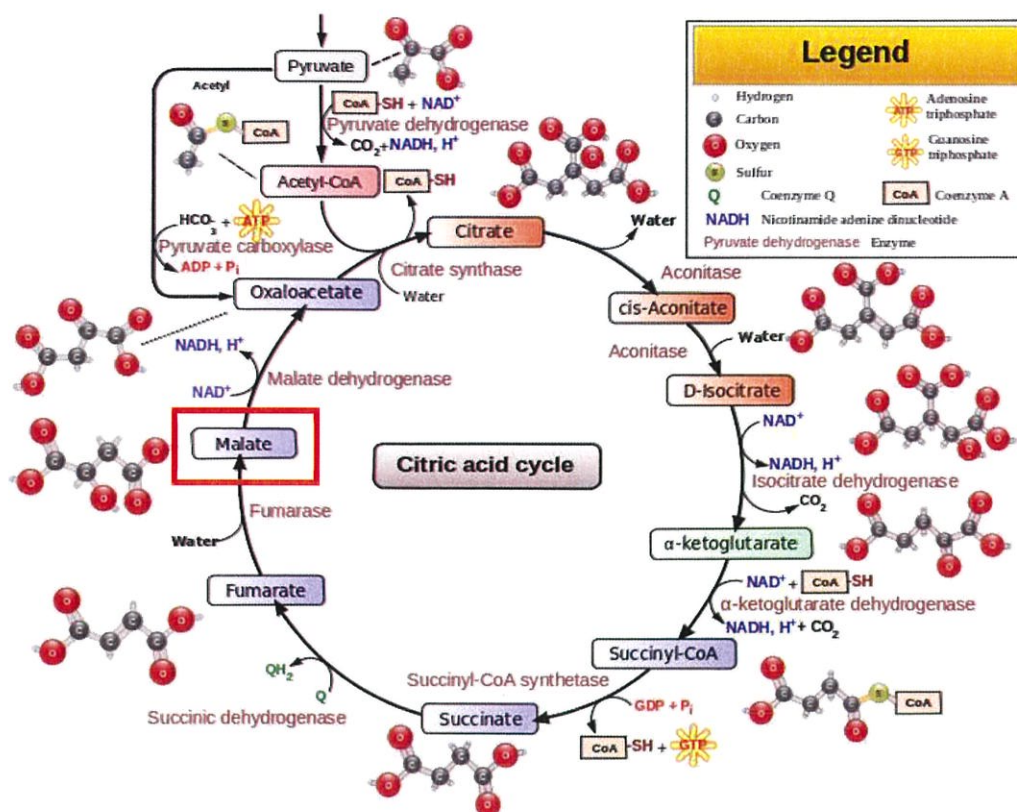 Pyruvate
Acetyl
CoA
-SH + NAD⁺
Pyruvate dehydrogenase
CO₂+NADH, H⁺
S
CoA
Acetyl-CoA
CoA
-SH
HCO₃⁻ + ATP
Pyruvate carboxylase
ADP + Pᵢ
Citrate
Water
Citrate synthase
Water
Oxaloacetate
Aconitase
cis-Aconitate
Aconitase
Water
D-Isocitrate
NAD⁺
NADH, H⁺
Isocitrate dehydrogenase
CO₂
α-ketoglutarate
NAD⁺ + CoA-SH
α-ketoglutarate dehydrogenase
NADH, H⁺ + CO₂
Succinyl-CoA
S
CoA
Succinyl-CoA synthetase
GDP + Pᵢ
CoA-SH + GTP
Succinate
QH₂
Q
Succinic dehydrogenase
Fumarate
Water
Fumarase
Malate
NADH, H⁺
NAD⁺
Malate dehydrogenase
Citric acid cycle
Legend
Hydrogen
Carbon
Oxygen
Sulfur
Q Coenzyme Q
NADH Nicotinamide adenine dinucleotide
Pyruvate dehydrogenase Enzyme
ATP Adenosine
triphosphate
GTP Guanosine
triphosphate
CoA Coenzyme A